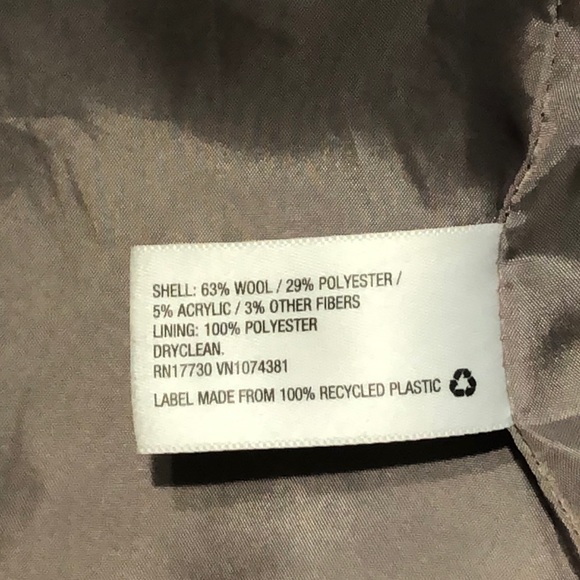 SHELL: 63% WOOL / 29% POLYESTER /
5% ACRYLIC / 3% OTHER FIBERS
LINING: 100% POLYESTER
DRYCLEAN.
RN17730 VN1074381
LABEL MADE FROM 100% RECYCLED PLASTIC